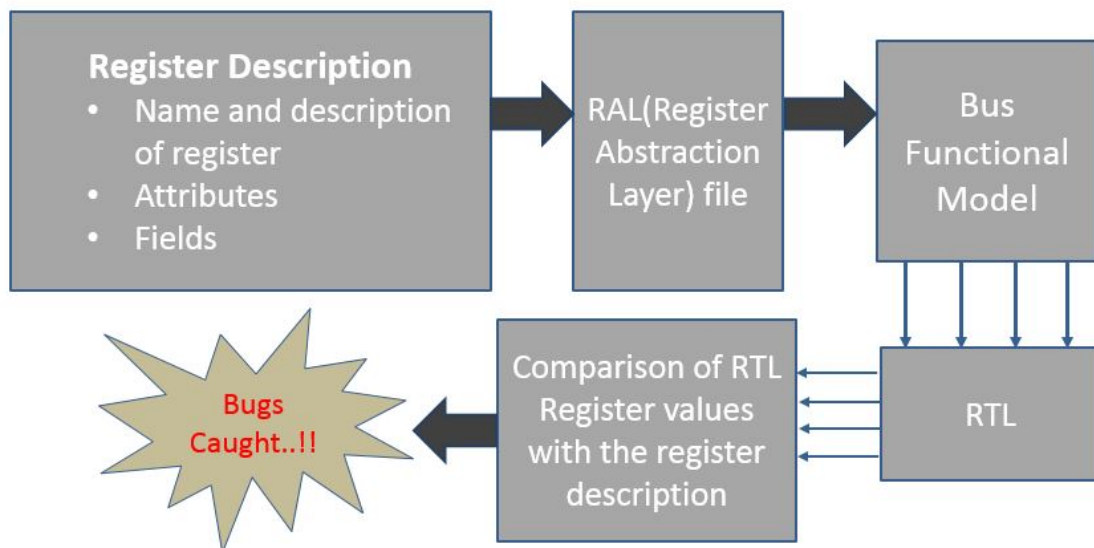 Register Description
• Name and description
of register
• Attributes
• Fields
RAL(Register
Abstraction
Layer) file
Bus
Functional
Model
RTL
Comparison of RTL
Register values
with the register
description
Bugs
Caught..!!